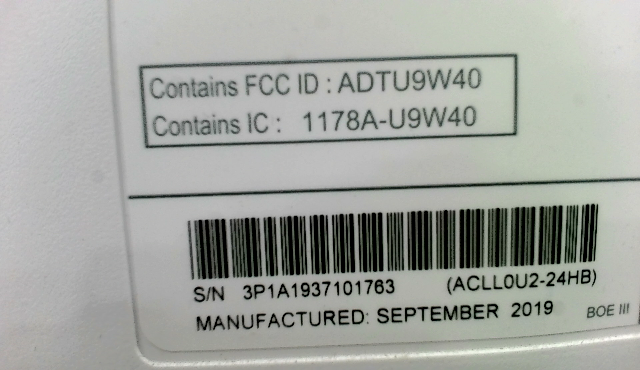 Contains FCC ID : ADTU9W40
Contains IC : 1178A-U9W40
S/N 3P1A1937101763 (ACLL0U2-24HB)
MANUFACTURED: SEPTEMBER 2019 BOE III